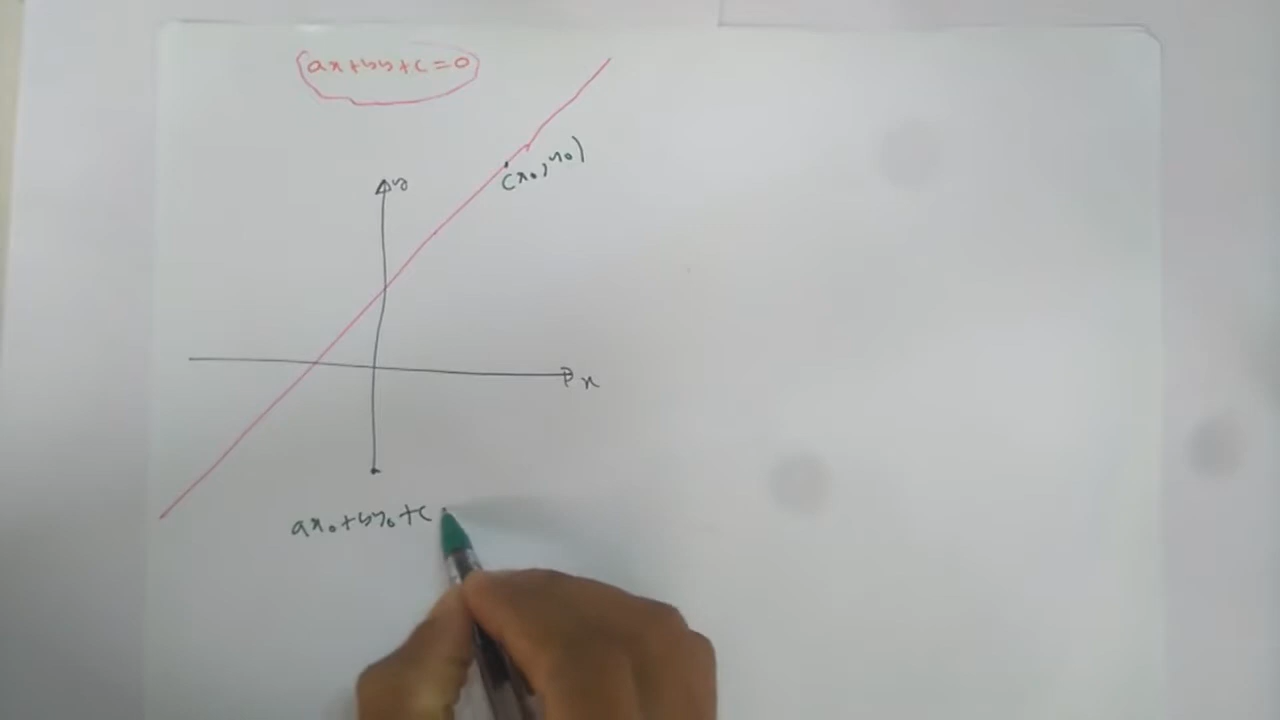 ax+by+c=0
(x₀,y₀)
y
x
ax₀+by₀+c